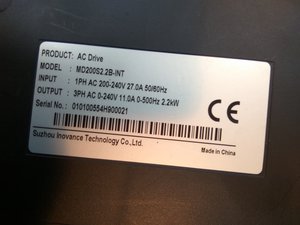 PRODUCT: AC Drive
MODEL : MD200S2.2B-INT
INPUT : 1PH AC 200-240V 27.0A 50/60Hz
OUTPUT : 3PH AC 0-240V 11.0A 0-500Hz 2.2kW
Serial No.: 010100554H900021
CE
Suzhou Inovance Technology Co.,Ltd.
Made in China